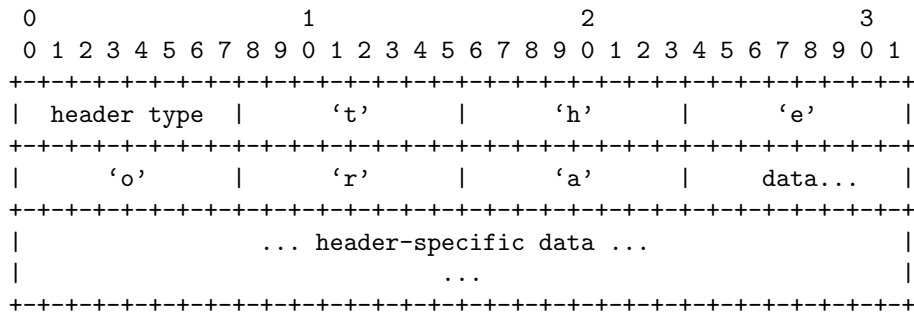 0                   1                   2                   3
 0 1 2 3 4 5 6 7 8 9 0 1 2 3 4 5 6 7 8 9 0 1 2 3 4 5 6 7 8 9 0 1
+-+-+-+-+-+-+-+-+-+-+-+-+-+-+-+-+-+-+-+-+-+-+-+-+-+-+-+-+-+-+-+-+
|  header type  |      ‘t’      |      ‘h’      |      ‘e’      |
+-+-+-+-+-+-+-+-+-+-+-+-+-+-+-+-+-+-+-+-+-+-+-+-+-+-+-+-+-+-+-+-+
|      ‘o’      |      ‘r’      |      ‘a’      |    data...    |
+-+-+-+-+-+-+-+-+-+-+-+-+-+-+-+-+-+-+-+-+-+-+-+-+-+-+-+-+-+-+-+-+
|                 ... header-specific data ...                  |
|                              ...                              |
+-+-+-+-+-+-+-+-+-+-+-+-+-+-+-+-+-+-+-+-+-+-+-+-+-+-+-+-+-+-+-+-+